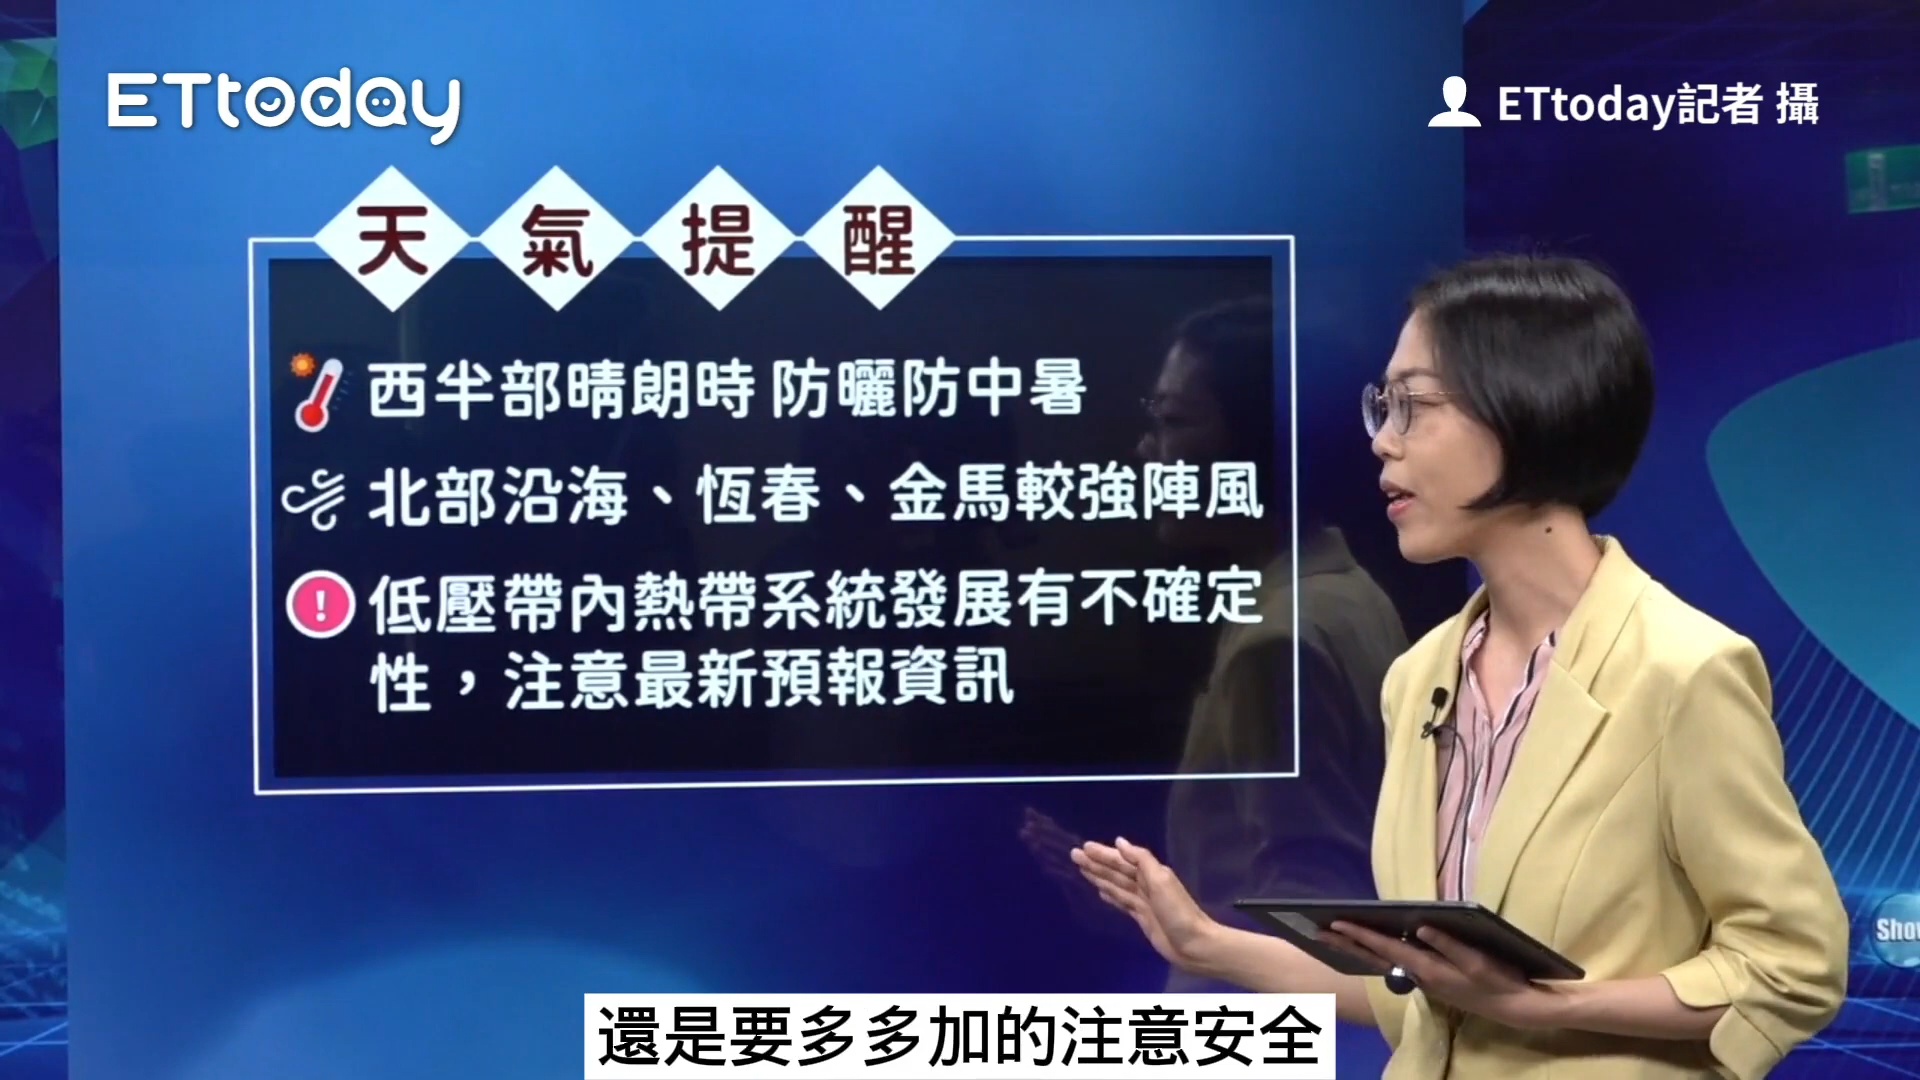 ETtoday
ETtoday記者 攝
天氣提醒
西半部晴朗時 防曬防中暑
北部沿海、恆春、金馬較強陣風
低壓帶內熱帶系統發展有不確定
性，注意最新預報資訊
還是要多多加的注意安全